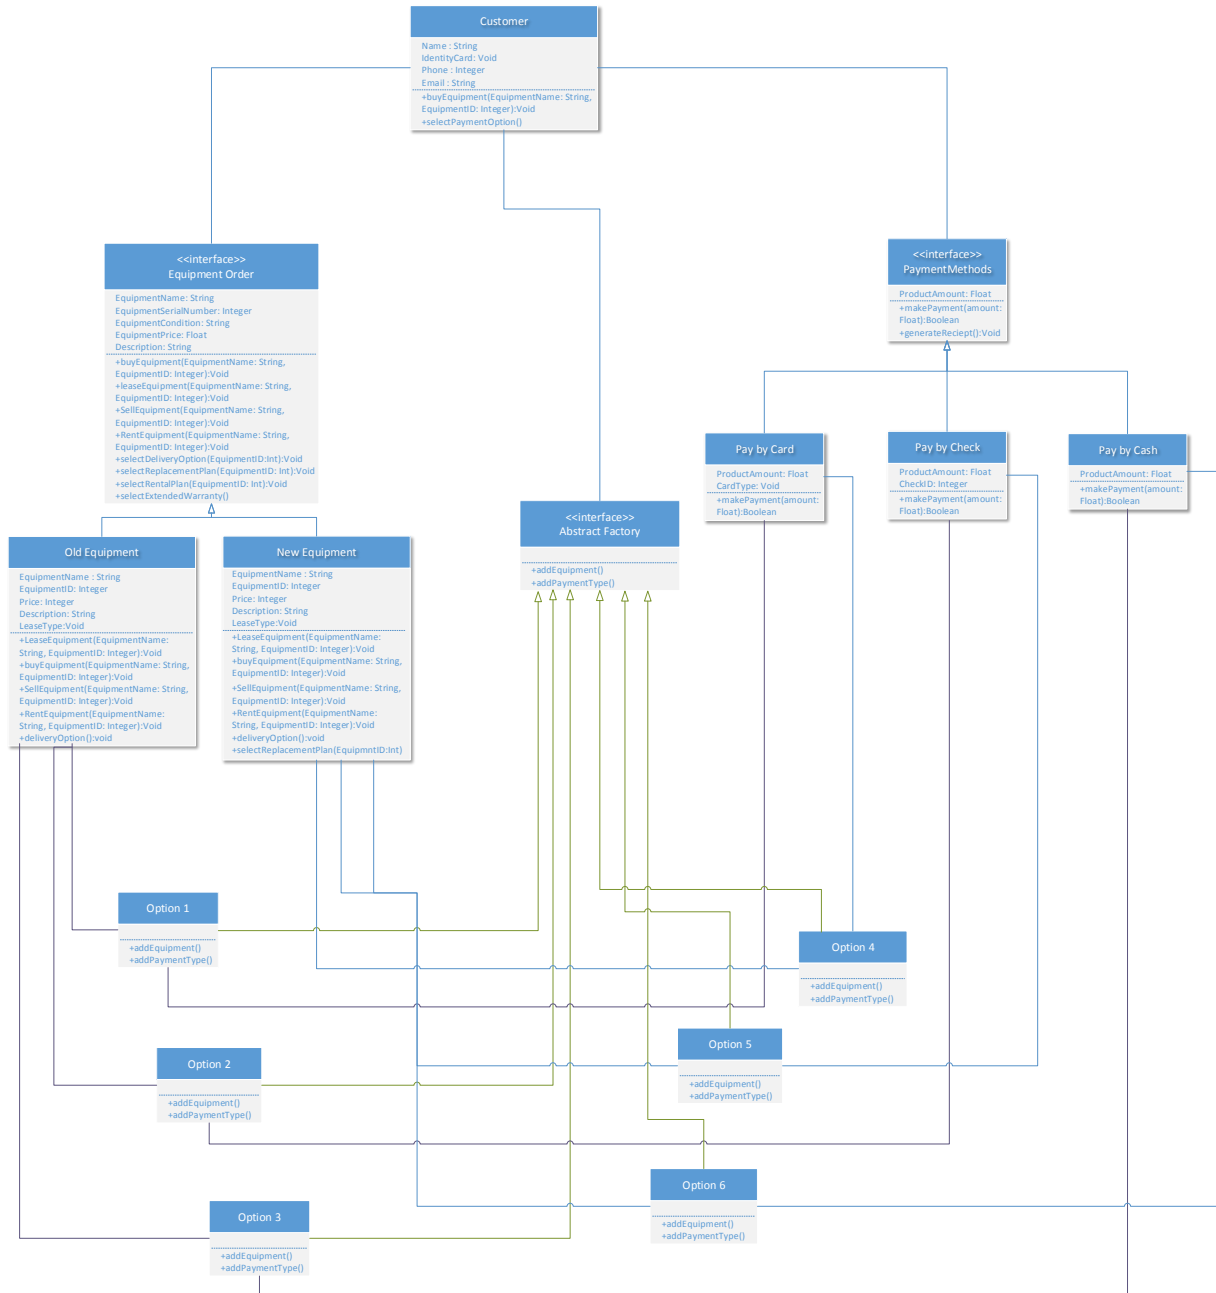 Customer
Name : String
IdentityCard: Void
Phone : Integer
Email : String
+buyEquipment(EquipmentName: String,
EquipmentID: Integer):Void
+selectPaymentOption()
<<interface>>
Equipment Order
EquipmentName: String
EquipmentSerialNumber: Integer
EquipmentCondition: String
EquipmentPrice: Float
Description: String
+buyEquipment(EquipmentName: String,
EquipmentID: Integer):Void
+leaseEquipment(EquipmentName: String,
EquipmentID: Integer):Void
+SellEquipment(EquipmentName: String,
EquipmentID: Integer):Void
+RentEquipment(EquipmentName: String,
EquipmentID: Integer):Void
+selectDeliveryOption(EquipmentID:Int):Void
+selectReplacementPlan(EquipmentID: Int):Void
+selectRentalPlan(EquipmentID: Int):Void
+selectExtendedWarranty()
<<interface>>
PaymentMethods
ProductAmount: Float
+makePayment(amount:
Float):Boolean
+generateReciept():Void
Pay by Card
ProductAmount: Float
CardType: Void
+makePayment(amount:
Float):Boolean
Pay by Check
ProductAmount: Float
CheckID: Integer
+makePayment(amount:
Float):Boolean
Pay by Cash
ProductAmount: Float
+makePayment(amount:
Float):Boolean
<<interface>>
Abstract Factory
+addEquipment()
+addPaymentType()
Old Equipment
EquipmentName : String
EquipmentID: Integer
Price: Integer
Description: String
LeaseType:Void
+LeaseEquipment(EquipmentName:
String, EquipmentID: Integer):Void
+buyEquipment(EquipmentName: String,
EquipmentID: Integer):Void
+SellEquipment(EquipmentName: String,
EquipmentID: Integer):Void
+RentEquipment(EquipmentName:
String, EquipmentID: Integer):Void
+deliveryOption():void
New Equipment
EquipmentName : String
EquipmentID: Integer
Price: Integer
Description: String
LeaseType:Void
+LeaseEquipment(EquipmentName:
String, EquipmentID: Integer):Void
+buyEquipment(EquipmentName: String,
EquipmentID: Integer):Void
+SellEquipment(EquipmentName: String,
EquipmentID: Integer):Void
+RentEquipment(EquipmentName:
String, EquipmentID: Integer):Void
+deliveryOption():void
+selectReplacementPlan(EquipmntID:Int)
Option 1
+addEquipment()
+addPaymentType()
Option 4
+addEquipment()
+addPaymentType()
Option 5
+addEquipment()
+addPaymentType()
Option 2
+addEquipment()
+addPaymentType()
Option 6
+addEquipment()
+addPaymentType()
Option 3
+addEquipment()
+addPaymentType()